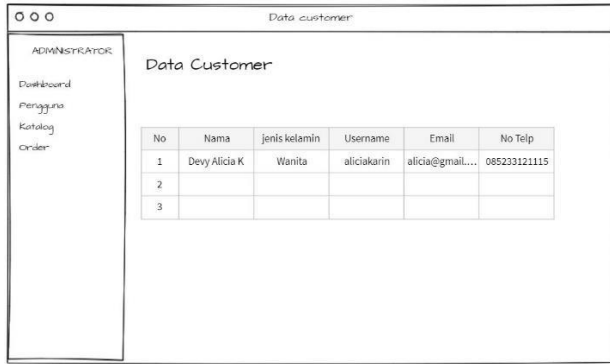 Data customer
ADMINISTRATOR
Dashboard
Pengguna
Katalog
Order
Data Customer
No Nama jenis kelamin Username Email No Telp
1 Devy Alicia K Wanita aliciakarin alicia@gmail.... 085233121115
2
3